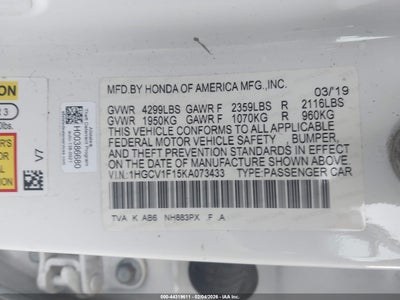 MFD.BY HONDA OF AMERICA MFG.,INC.
03/19
GVWR 4299LBS GAWR F 2359LBS R 2116LBS
GVWR 1950KG GAWR F 1070KG R 960KG
THIS VEHICLE CONFORMS TO ALL APPLICABLE
FEDERAL MOTOR VEHICLE SAFETY, BUMPER,
AND THEFT PREVENTION STANDARDS IN EFFECT
ON THE DATE OF MANUFACTURE SHOWN ABOVE.
V.I.N.:1HGCV1F15KA073433 TYPE:PASSENGER CAR
TVA K AB6 NH883PX .F .A
H00386680
V7
000-44319611 - 02/04/2026 - © COPYRIGHT 2026 IAA, LLC